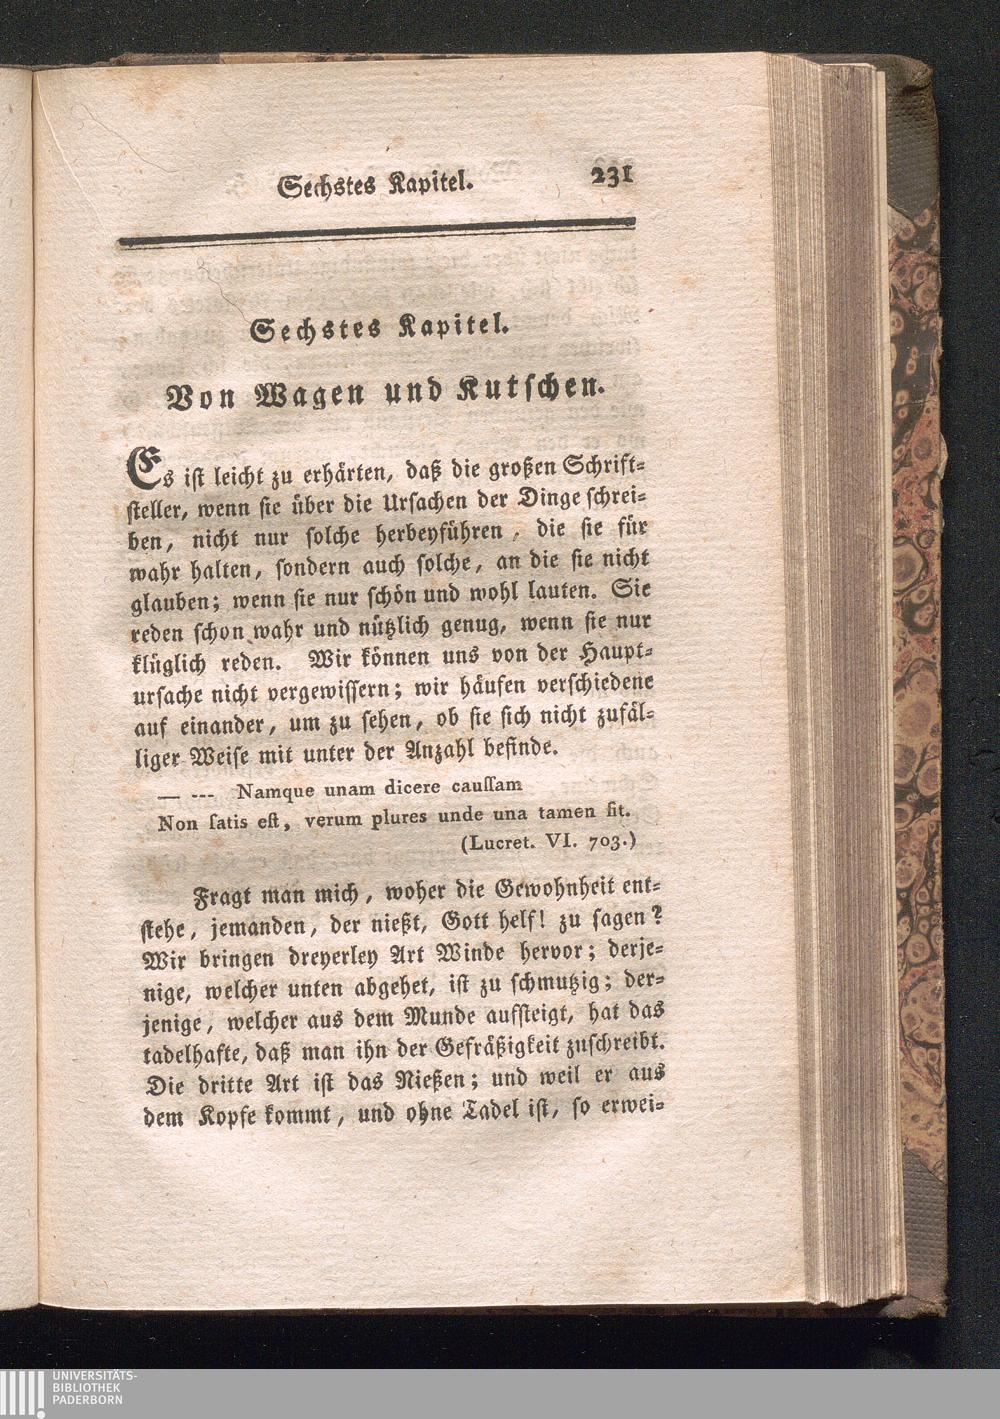 Sechstes Kapitel. 231
Sechstes Kapitel.
Von Wagen und Kutschen.
Es ist leicht zu erhärten, daß die großen Schrift-
steller, wenn sie über die Ursachen der Dinge schrei-
ben, nicht nur solche herbeyführen, die sie für
wahr halten, sondern auch solche, an die sie nicht
glauben; wenn sie nur schön und wohl lauten. Sie
reden schon wahr und nützlich genug, wenn sie nur
klüglich reden. Wir können uns von der Haupt-
ursache nicht vergewissern; wir häufen verschiedene
auf einander, um zu sehen, ob sie sich nicht zufäl-
liger Weise mit unter der Anzahl befinde.
— --- Namque unam dicere caussam
Non satis est, verum plures unde una tamen sit.
(Lucret. VI. 703.)
Fragt man mich, woher die Gewohnheit ent-
stehe, jemanden, der nießt, Gott helf! zu sagen?
Wir bringen dreyerley Art Winde hervor; derje-
nige, welcher unten abgehet, ist zu schmutzig; der-
jenige, welcher aus dem Munde aufsteigt, hat das
tadelhafte, daß man ihn der Gefräßigkeit zuschreibt.
Die dritte Art ist das Nießen; und weil er aus
dem Kopfe kommt, und ohne Tadel ist, so erwei-
UNIVERSITÄTS-
BIBLIOTHEK
PADERBORN